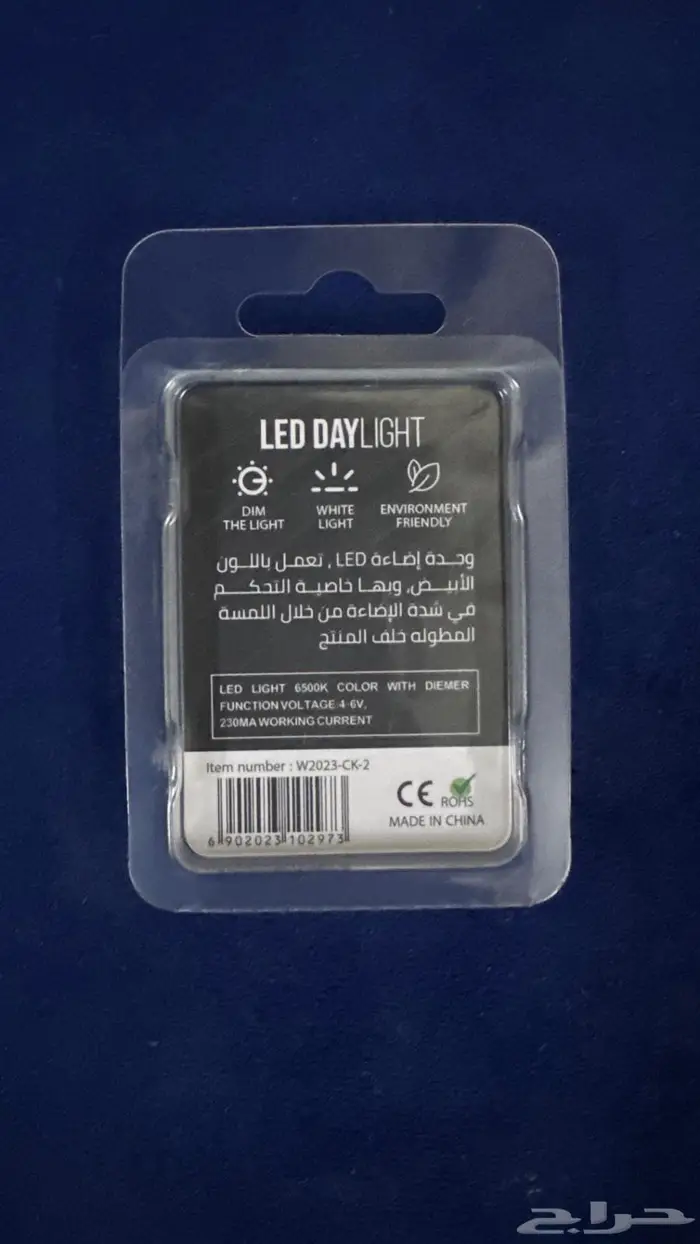 LED DAYLIGHT
DIM
THE LIGHT
WHITE
LIGHT
ENVIRONMENT
FRIENDLY
وحدة إضاءة LED , تعمل باللون
الأبيض, وبها خاصية التحكم
في شدة الإضاءة من خلال اللمسة
المطوله خلف المنتج
LED LIGHT 6500K COLOR WITH DIEMER
FUNCTION VOLTAGE 4-6V,
230MA WORKING CURRENT
Item number : W2023-CK-2
6 902023 102973
CE
ROHS
MADE IN CHINA
حراج